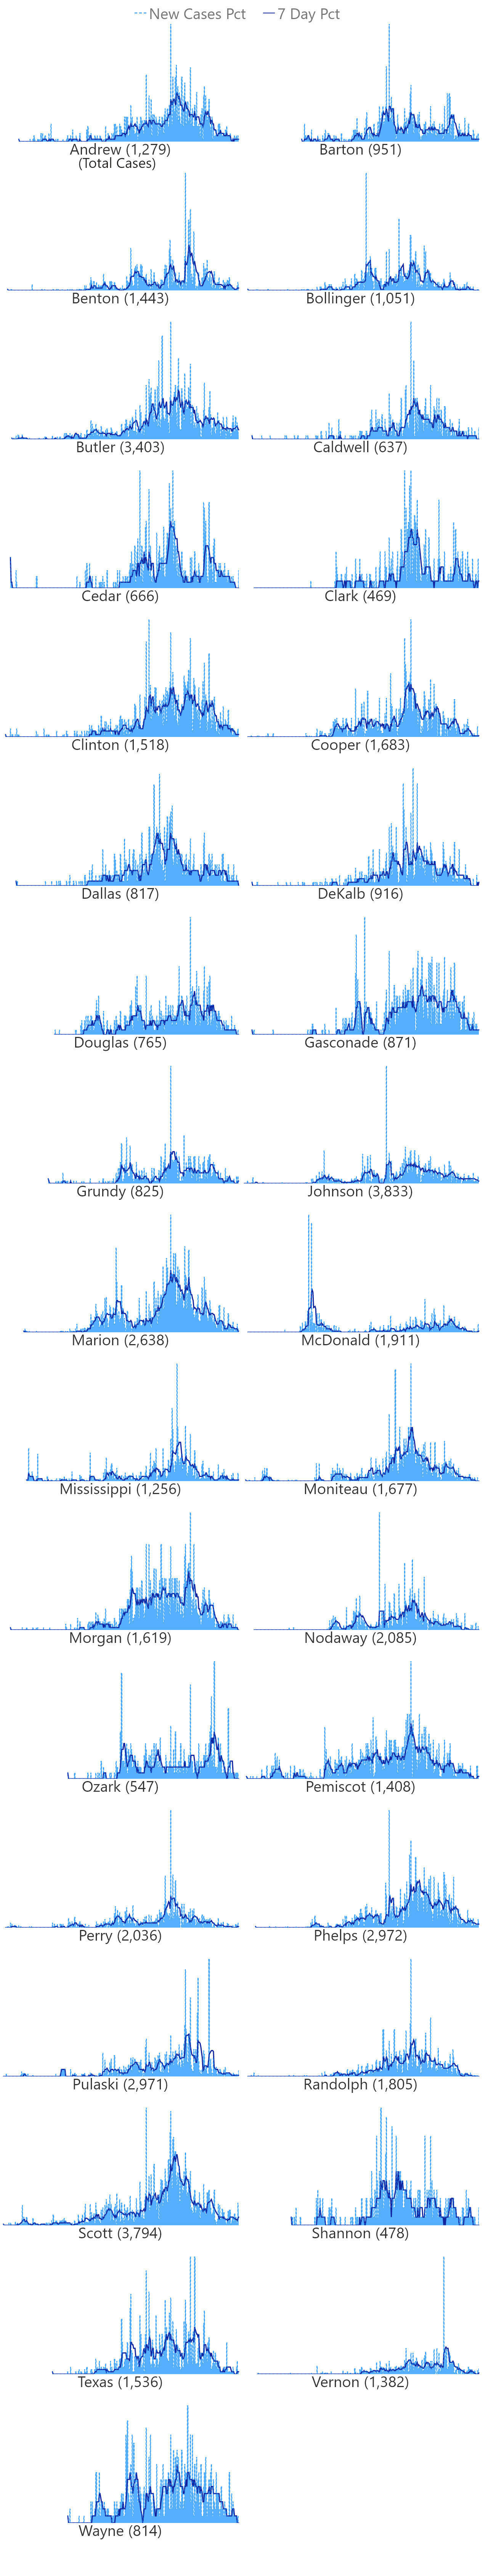 New Cases Pct 7 Day Pct
Andrew (1,279) Barton (951)
(Total Cases)
Benton (1,443) Bollinger (1,051)
Butler (3,403) Caldwell (637)
Cedar (666) Clark (469)
Clinton (1,518) Cooper (1,683)
Dallas (817) DeKalb (916)
Douglas (765) Gasconade (871)
Grundy (825) Johnson (3,833)
Marion (2,638) McDonald (1,911)
Mississippi (1,256) Moniteau (1,677)
Morgan (1,619) Nodaway (2,085)
Ozark (547) Pemiscot (1,408)
Perry (2,036) Phelps (2,972)
Pulaski (2,971) Randolph (1,805)
Scott (3,794) Shannon (478)
Texas (1,536) Vernon (1,382)
Wayne (814)